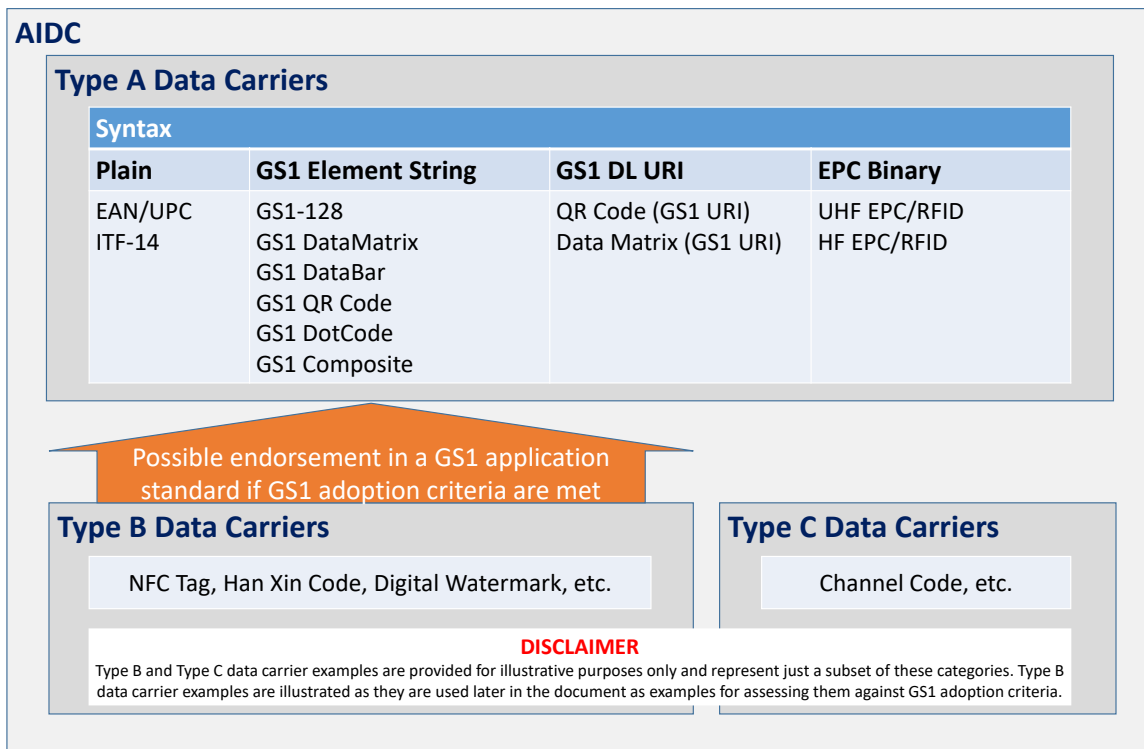 AIDC
Type A Data Carriers
Syntax
Plain GS1 Element String GS1 DL URI EPC Binary
EAN/UPC GS1-128 QR Code (GS1 URI) UHF EPC/RFID
ITF-14 GS1 DataMatrix Data Matrix (GS1 URI) HF EPC/RFID
GS1 DataBar
GS1 QR Code
GS1 DotCode
GS1 Composite
Possible endorsement in a GS1 application
standard if GS1 adoption criteria are met
Type B Data Carriers
NFC Tag, Han Xin Code, Digital Watermark, etc.
Type C Data Carriers
Channel Code, etc.
DISCLAIMER
Type B and Type C data carrier examples are provided for illustrative purposes only and represent just a subset of these categories. Type B
data carrier examples are illustrated as they are used later in the document as examples for assessing them against GS1 adoption criteria.